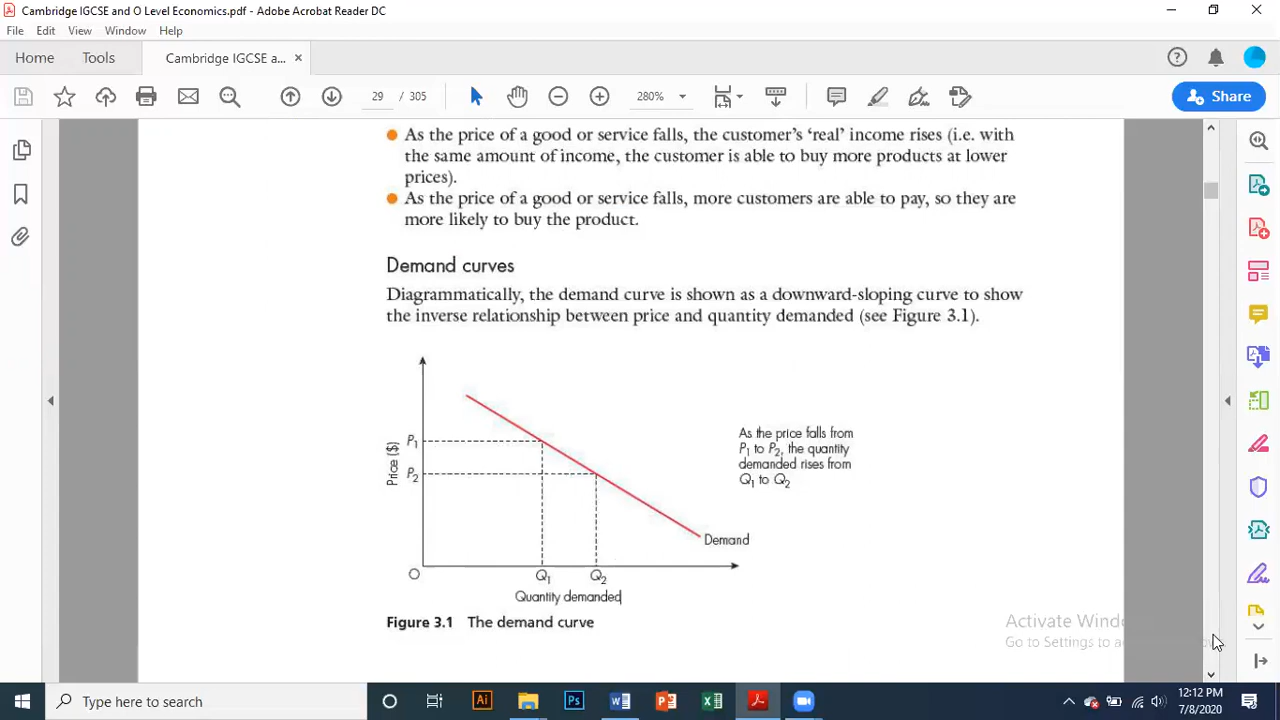 Cambridge IGCSE and O Level Economics.pdf - Adobe Acrobat Reader DC
File Edit View Window Help
Home Tools Cambridge IGCSE and a... ×
29 / 305 280% Share
As the price of a good or service falls, the customer's 'real' income rises (i.e. with
the same amount of income, the customer is able to buy more products at lower
prices).
As the price of a good or service falls, more customers are able to pay, so they are
more likely to buy the product.
Demand curves
Diagrammatically, the demand curve is shown as a downward-sloping curve to show
the inverse relationship between price and quantity demanded (see Figure 3.1).
Price ($)
P1
P2
As the price falls from
P1 to P2, the quantity
demanded rises from
Q1 to Q2
Demand
O Q1 Q2
Quantity demanded
Figure 3.1 The demand curve
Activate Wind
Go to Settings to a
Type here to search
Ai Ps
12:12 PM
7/8/2020